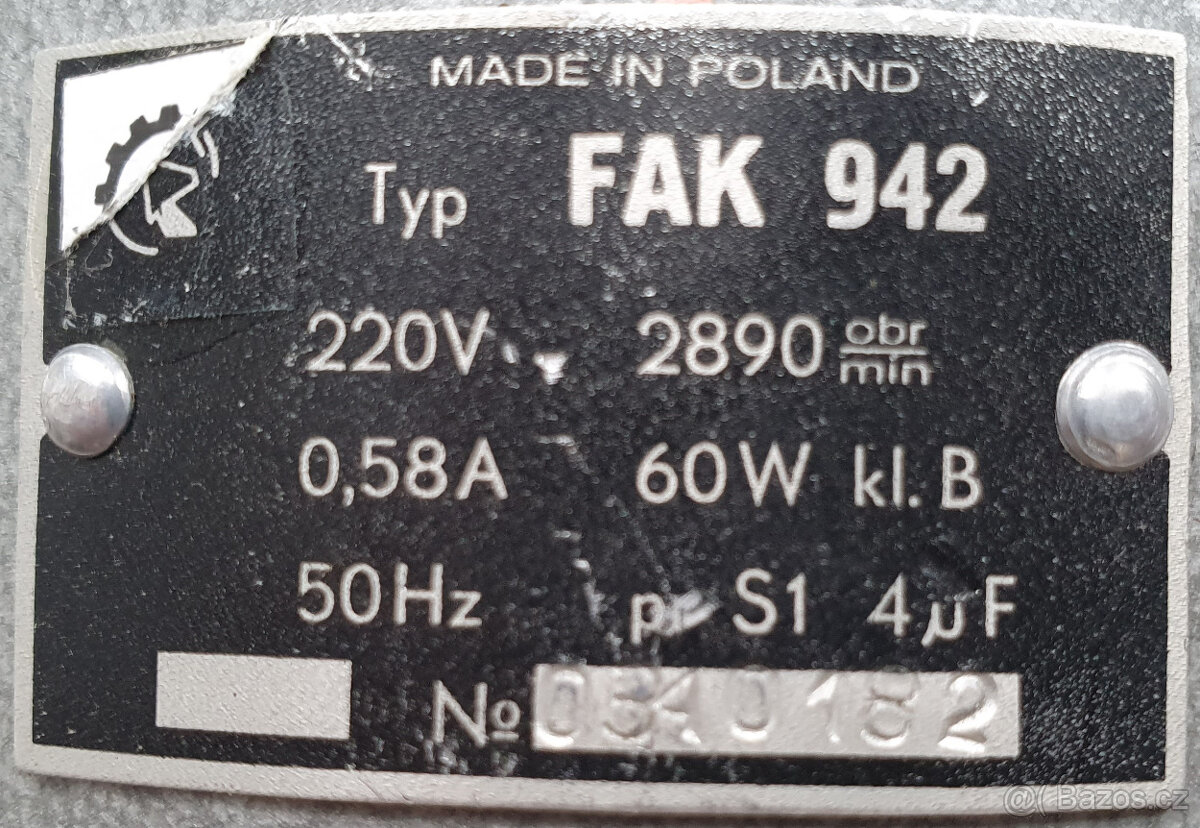 MADE IN POLAND
Typ FAK 942
220V 2890 obr/min
0,58A 60W kl. B
50Hz pr S1 4μF
№
@( Bazos.cz